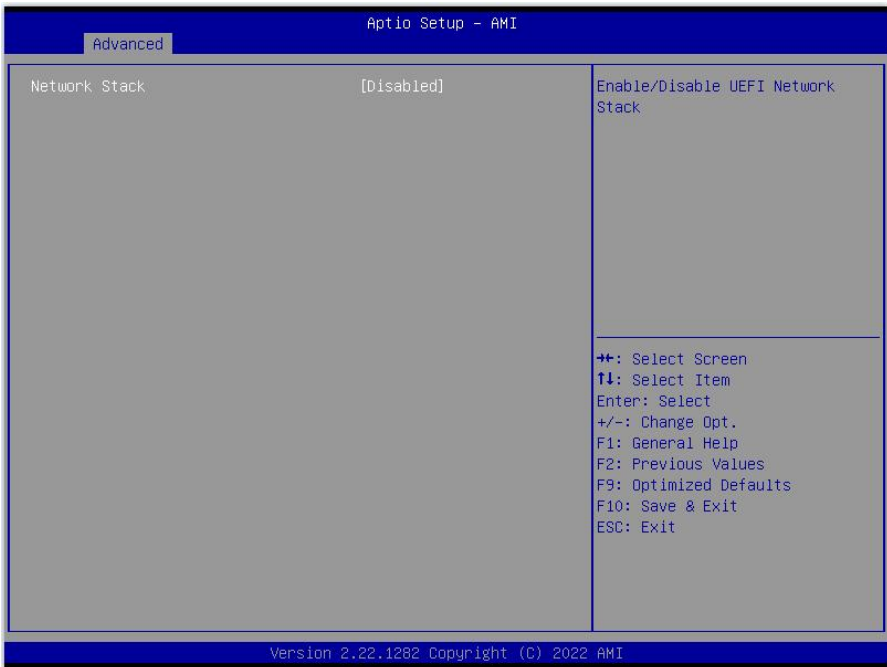 Aptio Setup - AMI
Advanced
Network Stack [Disabled]
Enable/Disable UEFI Network
Stack
→←: Select Screen
↑↓: Select Item
Enter: Select
+/-: Change Opt.
F1: General Help
F2: Previous Values
F9: Optimized Defaults
F10: Save & Exit
ESC: Exit
Version 2.22.1282 Copyright (C) 2022 AMI